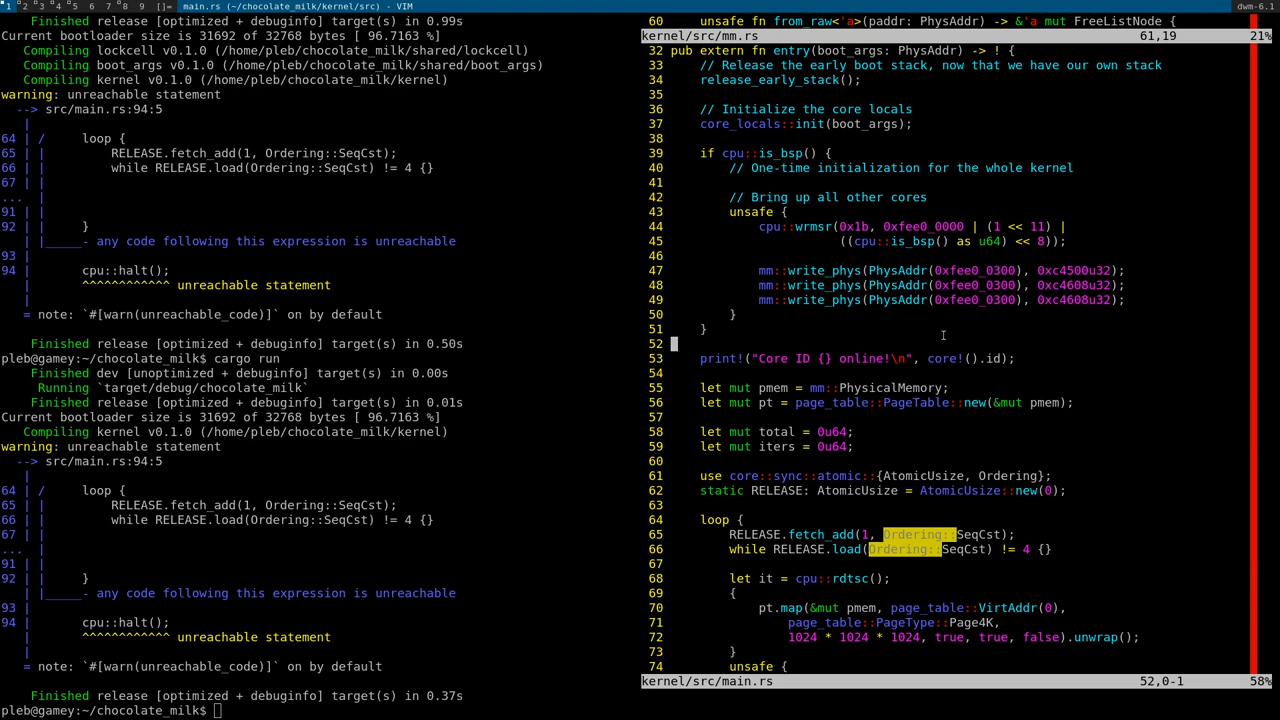 1 2 3 4 5 6 7 8 9 []= main.rs (~/chocolate_milk/kernel/src) - VIM dwm-6.1
    Finished release [optimized + debuginfo] target(s) in 0.99s
Current bootloader size is 31692 of 32768 bytes [ 96.7163 %]
   Compiling lockcell v0.1.0 (/home/pleb/chocolate_milk/shared/lockcell)
   Compiling boot_args v0.1.0 (/home/pleb/chocolate_milk/shared/boot_args)
   Compiling kernel v0.1.0 (/home/pleb/chocolate_milk/kernel)
warning: unreachable statement
  --> src/main.rs:94:5
   |
64 | /     loop {
65 | |         RELEASE.fetch_add(1, Ordering::SeqCst);
66 | |         while RELEASE.load(Ordering::SeqCst) != 4 {}
67 | |
... |
91 | |
92 | |     }
   | |_____- any code following this expression is unreachable
93 |
94 |       cpu::halt();
   |       ^^^^^^^^^^^^ unreachable statement
   |
   = note: `#[warn(unreachable_code)]` on by default

    Finished release [optimized + debuginfo] target(s) in 0.50s
pleb@gamey:~/chocolate_milk$ cargo run
    Finished dev [unoptimized + debuginfo] target(s) in 0.00s
     Running `target/debug/chocolate_milk`
    Finished release [optimized + debuginfo] target(s) in 0.01s
Current bootloader size is 31692 of 32768 bytes [ 96.7163 %]
   Compiling kernel v0.1.0 (/home/pleb/chocolate_milk/kernel)
warning: unreachable statement
  --> src/main.rs:94:5
   |
64 | /     loop {
65 | |         RELEASE.fetch_add(1, Ordering::SeqCst);
66 | |         while RELEASE.load(Ordering::SeqCst) != 4 {}
67 | |
... |
91 | |
92 | |     }
   | |_____- any code following this expression is unreachable
93 |
94 |       cpu::halt();
   |       ^^^^^^^^^^^^ unreachable statement
   |
   = note: `#[warn(unreachable_code)]` on by default

    Finished release [optimized + debuginfo] target(s) in 0.37s
pleb@gamey:~/chocolate_milk$
60     unsafe fn from_raw<'a>(paddr: PhysAddr) -> &'a mut FreeListNode {
kernel/src/mm.rs 61,19 21%
32 pub extern fn entry(boot_args: PhysAddr) -> ! {
33     // Release the early boot stack, now that we have our own stack
34     release_early_stack();
35
36     // Initialize the core locals
37     core_locals::init(boot_args);
38
39     if cpu::is_bsp() {
40         // One-time initialization for the whole kernel
41
42         // Bring up all other cores
43         unsafe {
44             cpu::wrmsr(0x1b, 0xfee0_0000 | (1 << 11) |
45                        ((cpu::is_bsp() as u64) << 8));
46
47             mm::write_phys(PhysAddr(0xfee0_0300), 0xc4500u32);
48             mm::write_phys(PhysAddr(0xfee0_0300), 0xc4608u32);
49             mm::write_phys(PhysAddr(0xfee0_0300), 0xc4608u32);
50         }
51     }
52
53     print!("Core ID {} online!\n", core!().id);
54
55     let mut pmem = mm::PhysicalMemory;
56     let mut pt = page_table::PageTable::new(&mut pmem);
57
58     let mut total = 0u64;
59     let mut iters = 0u64;
60
61     use core::sync::atomic::{AtomicUsize, Ordering};
62     static RELEASE: AtomicUsize = AtomicUsize::new(0);
63
64     loop {
65         RELEASE.fetch_add(1, Ordering::SeqCst);
66         while RELEASE.load(Ordering::SeqCst) != 4 {}
67
68         let it = cpu::rdtsc();
69         {
70             pt.map(&mut pmem, page_table::VirtAddr(0),
71                 page_table::PageType::Page4K,
72                 1024 * 1024 * 1024, true, true, false).unwrap();
73         }
74         unsafe {
kernel/src/main.rs 52,0-1 58%